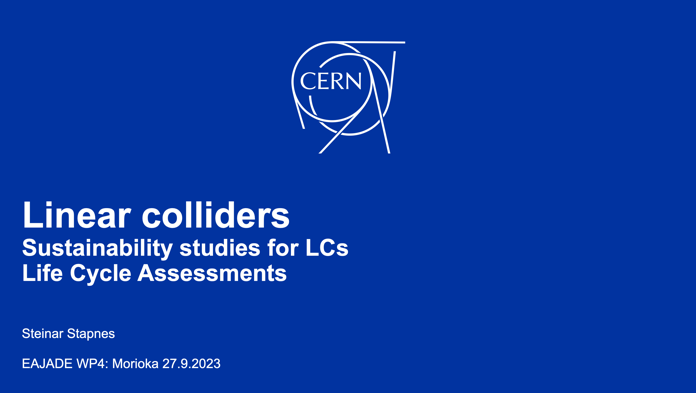 CERN
Linear colliders
Sustainability studies for LCs
Life Cycle Assessments
Steinar Stapnes
EAJADE WP4: Morioka 27.9.2023